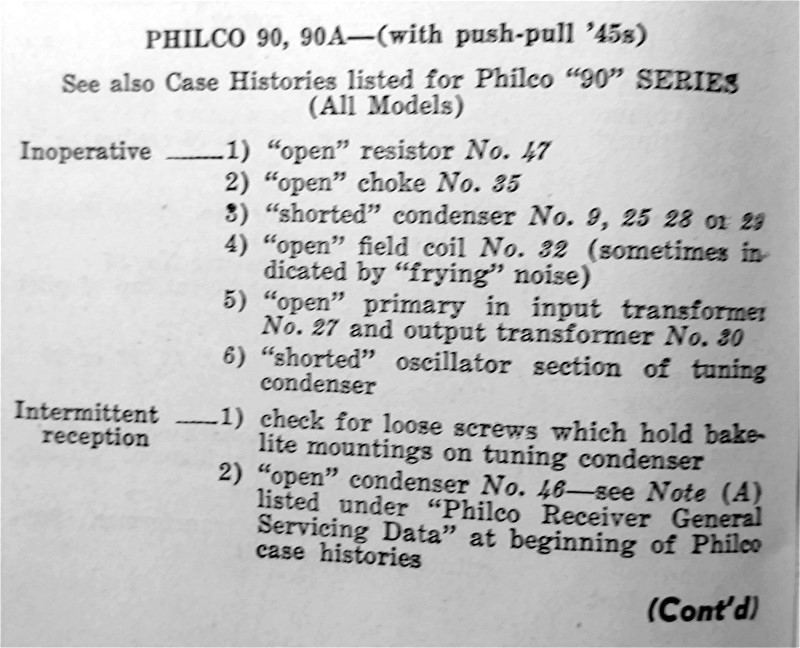 PHILCO 90, 90A—(with push-pull '45s)
See also Case Histories listed for Philco "90" SERIES
(All Models)
Inoperative ____1) "open" resistor No. 47
2) "open" choke No. 35
3) "shorted" condenser No. 9, 25 28 or 29
4) "open" field coil No. 32 (sometimes in-
dicated by "frying" noise)
5) "open" primary in input transformer
No. 27 and output transformer No. 30
6) "shorted" oscillator section of tuning
condenser
Intermittent ____1) check for loose screws which hold bake-
reception lite mountings on tuning condenser
2) "open" condenser No. 46—see Note (A)
listed under "Philco Receiver General
Servicing Data" at beginning of Philco
case histories
(Cont'd)